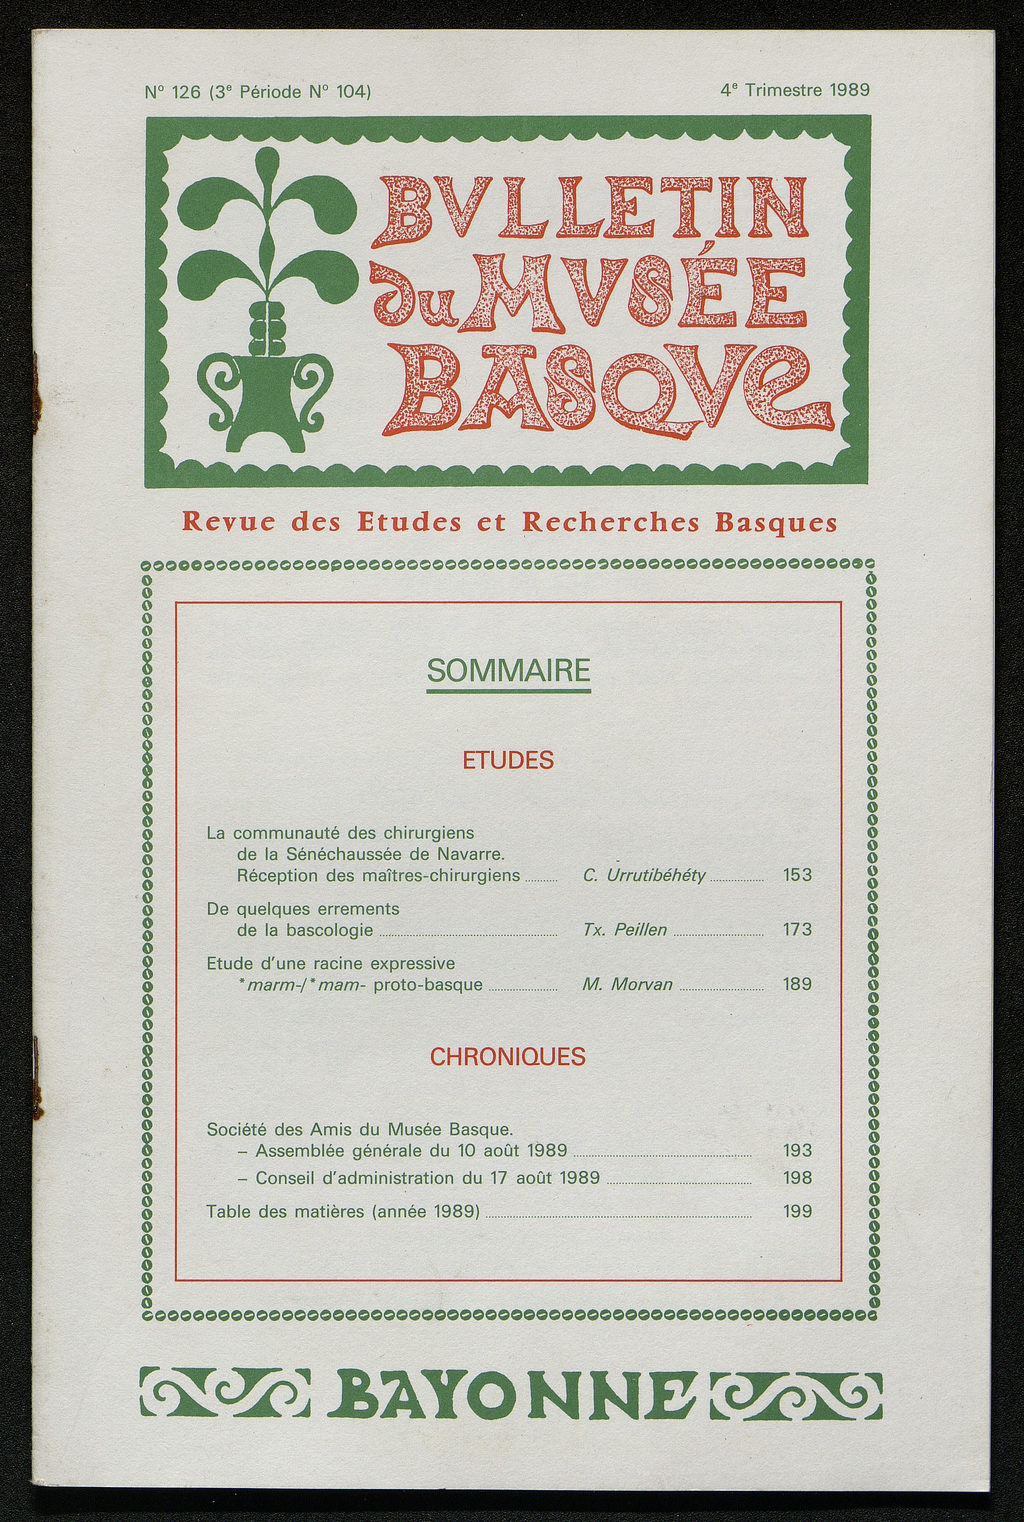 N° 126 (3e Période N° 104)
4e Trimestre 1989
BVLLETIN
du MVSÉE
BASQVe
Revue des Etudes et Recherches Basques
SOMMAIRE
ETUDES
La communauté des chirurgiens
de la Sénéchaussée de Navarre.
Réception des maîtres-chirurgiens ........ C. Urrutibéhéty ........ 153
De quelques errements
de la bascologie ........ Tx. Peillen ........ 173
Etude d'une racine expressive
*marm-/*mam- proto-basque ........ M. Morvan ........ 189
CHRONIQUES
Société des Amis du Musée Basque.
– Assemblée générale du 10 août 1989 ........ 193
– Conseil d'administration du 17 août 1989 ........ 198
Table des matières (année 1989) ........ 199
BAYONNE